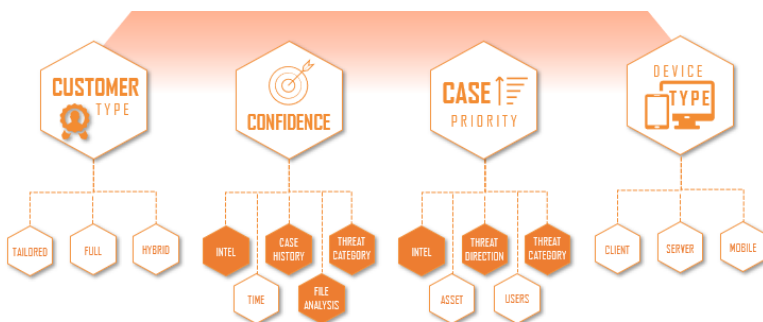 CUSTOMER
TYPE
CONFIDENCE
CASE
PRIORITY
DEVICE
TYPE
TAILORED
FULL
HYBRID
INTEL
CASE
HISTORY
THREAT
CATEGORY
TIME
FILE
ANALYSIS
INTEL
THREAT
DIRECTION
THREAT
CATEGORY
ASSET
USERS
CLIENT
SERVER
MOBILE